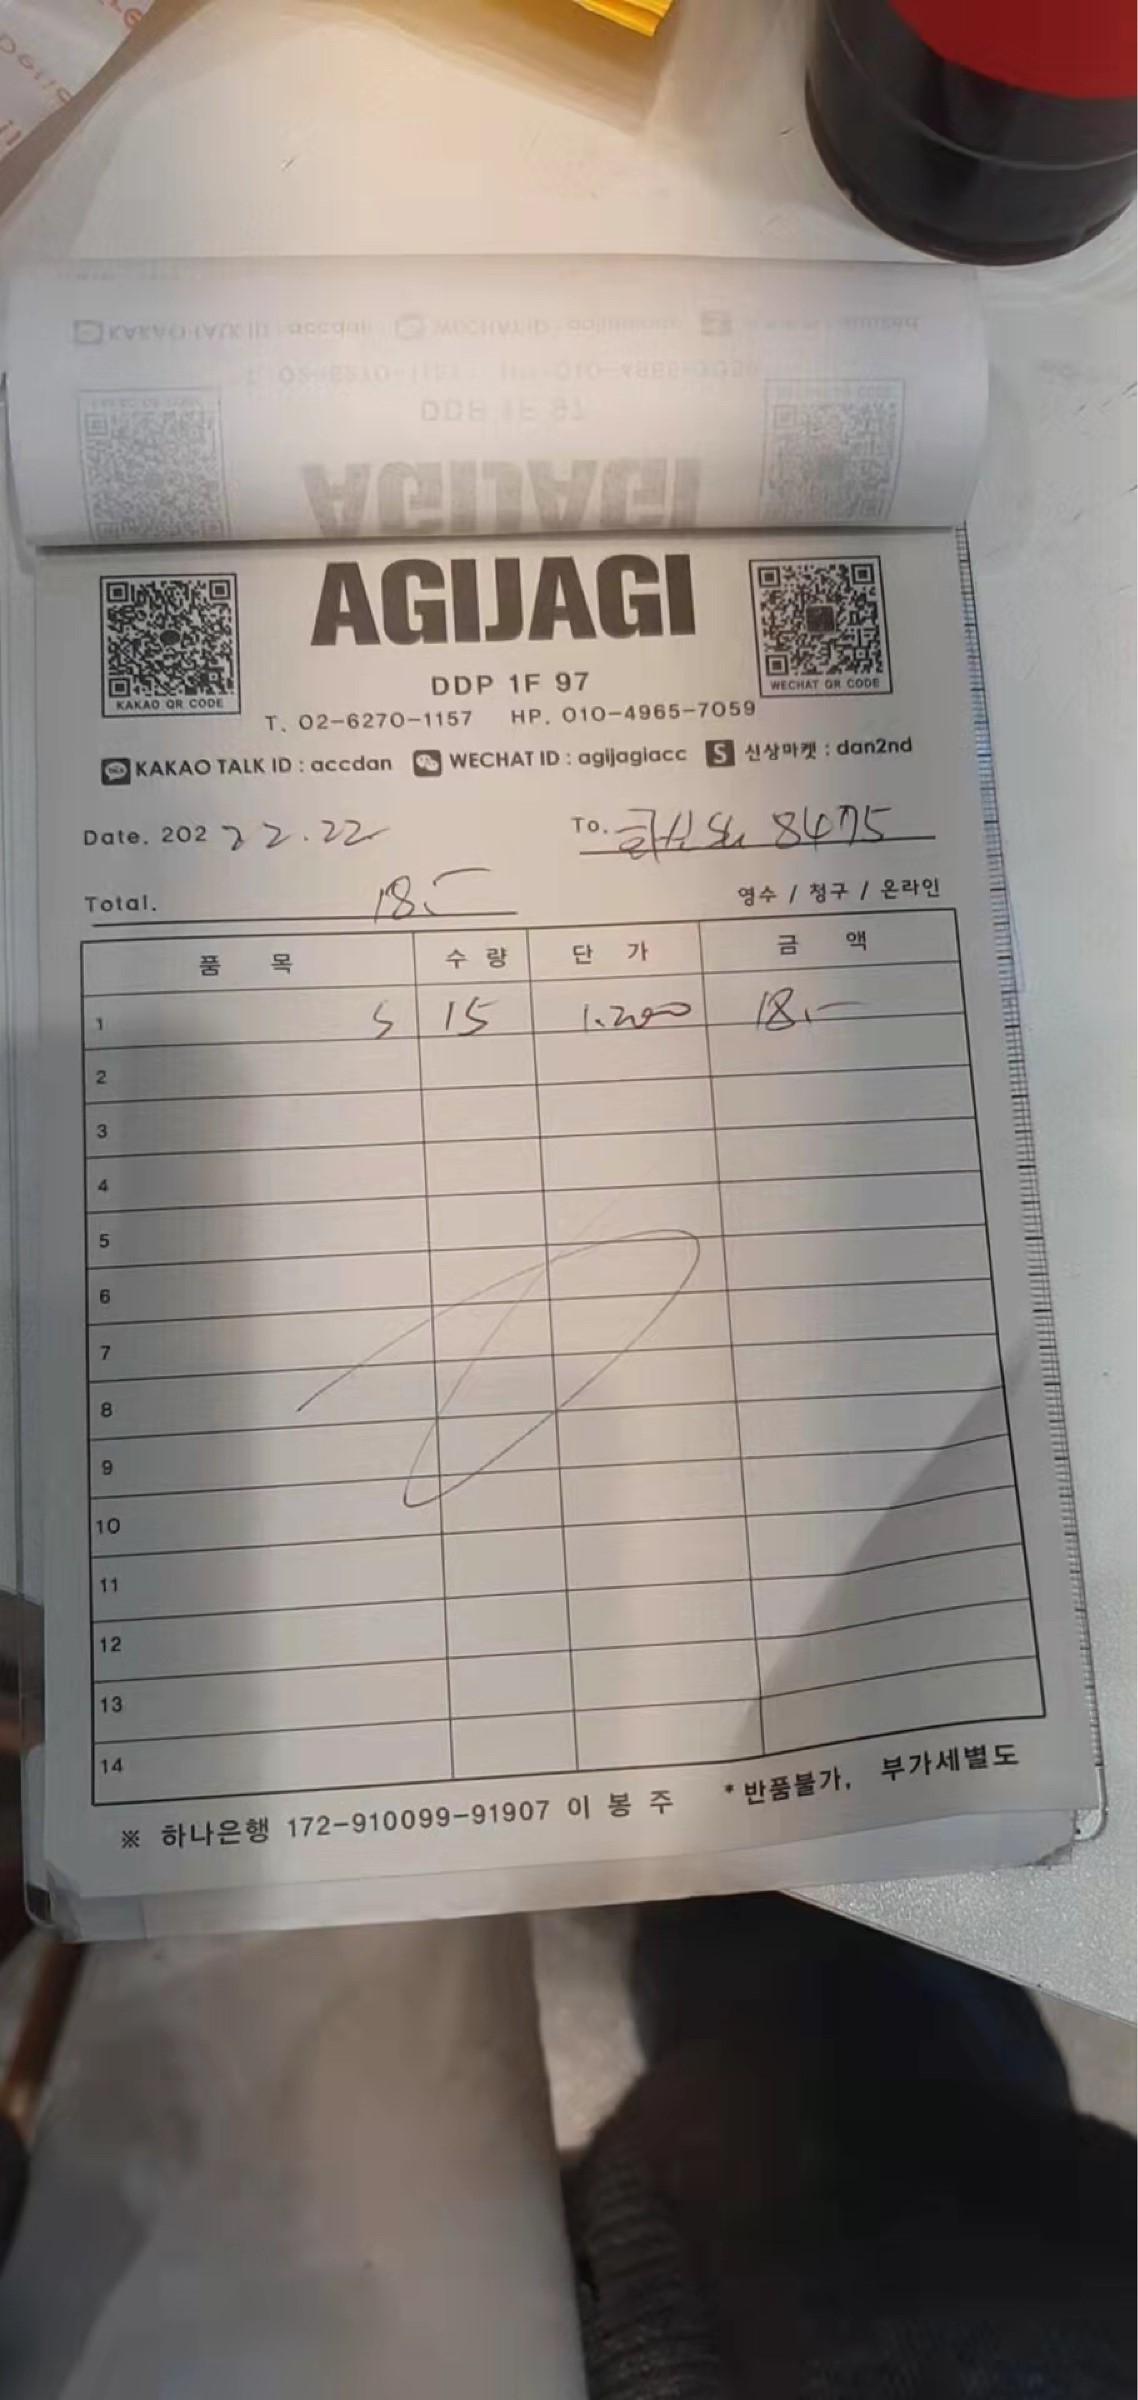 AGIJAGI
DDP 1F 97
KAKAO QR CODE
WECHAT QR CODE
T. 02-6270-1157 HP. 010-4965-7059
KAKAO TALK ID : accdan WECHAT ID : agijagiacc S 신상마켓 : dan2nd
Date. 2022 2.22 To. 8475
Total. 18.- 영수 / 청구 / 온라인
품 목 수 량 단 가 금 액
1 S 15 1.200 18.-
2
3
4
5
6
7
8
9
10
11
12
13
14
※ 하나은행 172-910099-91907 이 봉 주 * 반품불가, 부가세별도